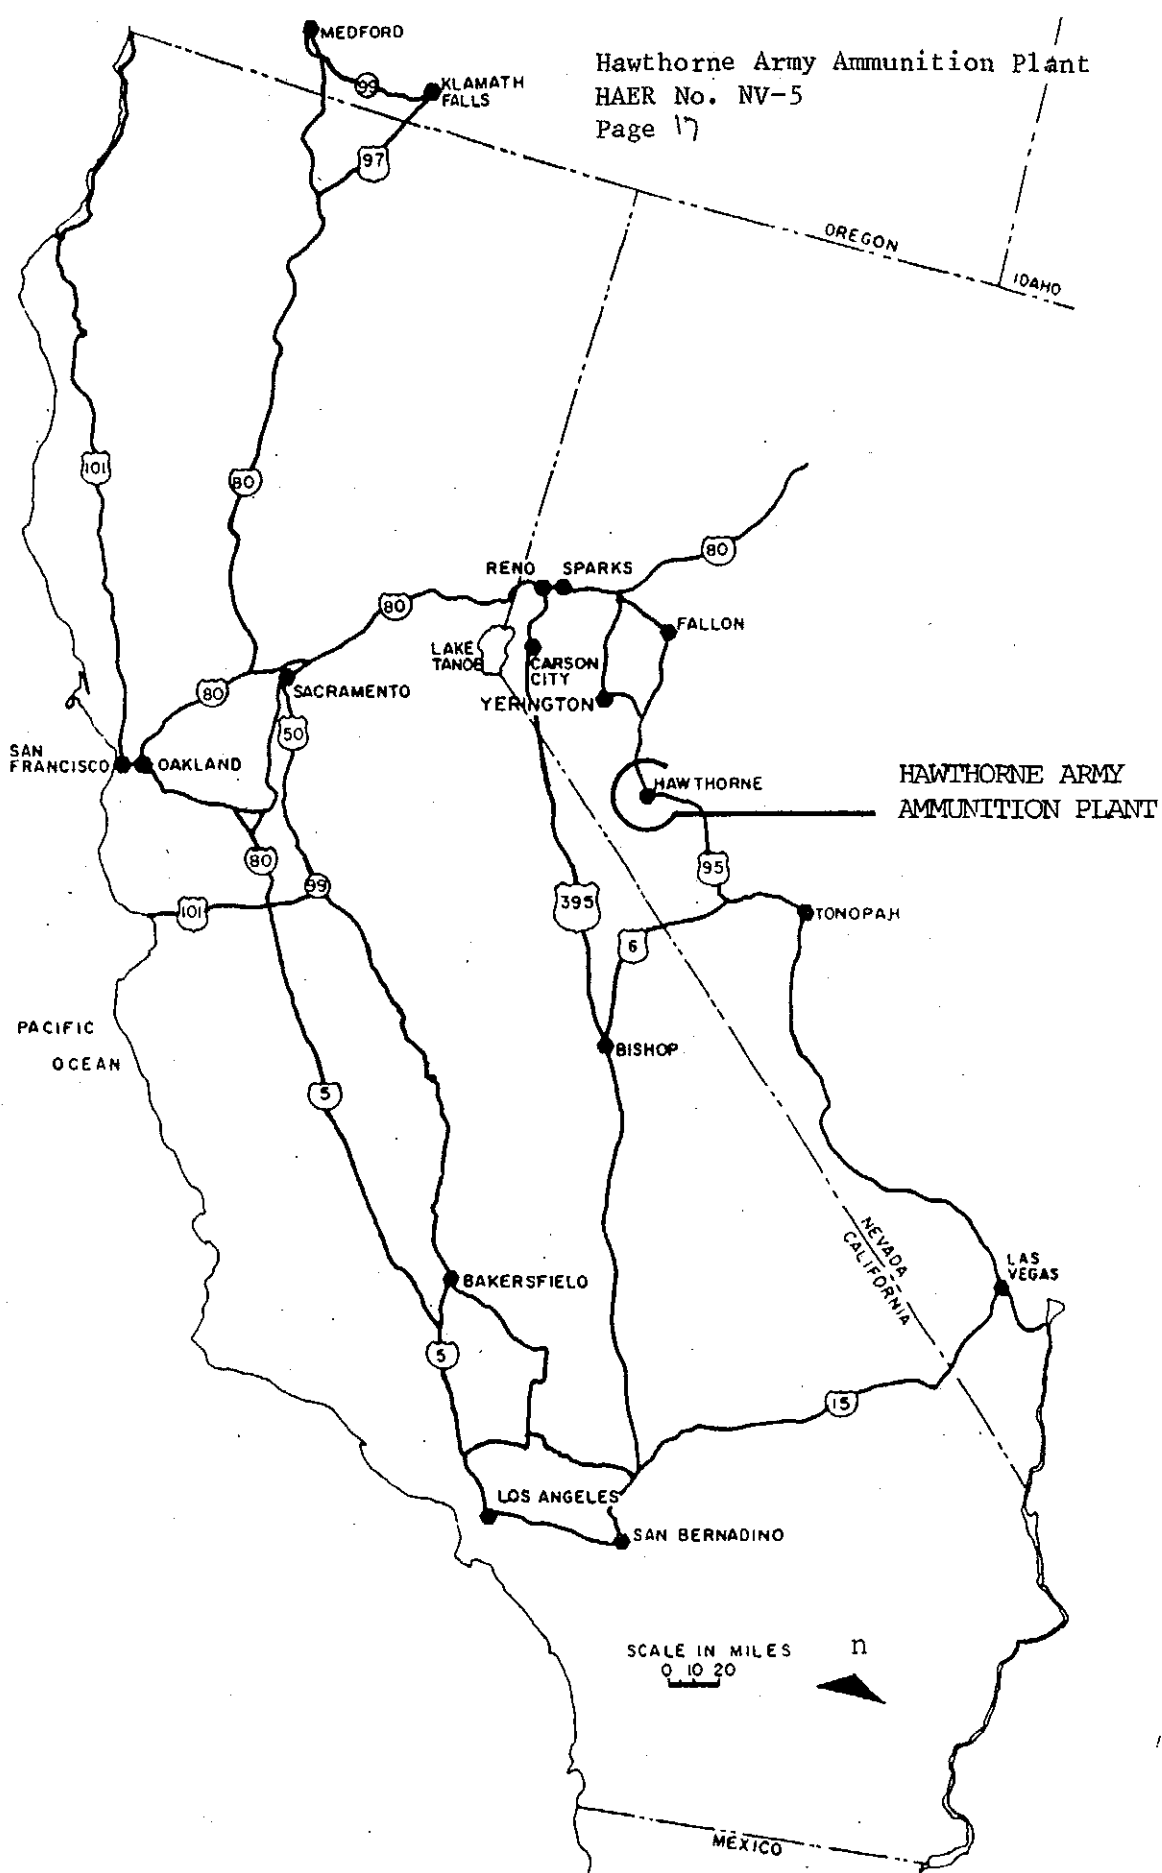 MEDFORD
Hawthorne Army Ammunition Plant
HAER No. NV-5
Page 17
99
KLAMATH
FALLS
97
OREGON
IDAHO
101
80
80
RENO
SPARKS
80
FALLON
LAKE
TANOE
CARSON
CITY
80
SACRAMENTO
YERINGTON
50
SAN
FRANCISCO
OAKLAND
HAWTHORNE
HAWTHORNE ARMY
AMMUNITION PLANT
80
95
99
101
395
TONOPAH
6
PACIFIC
OCEAN
BISHOP
5
NEVADA
CALIFORNIA
LAS
VEGAS
BAKERSFIELD
5
15
LOS ANGELES
SAN BERNADINO
SCALE IN MILES
0 10 20
n
MEXICO